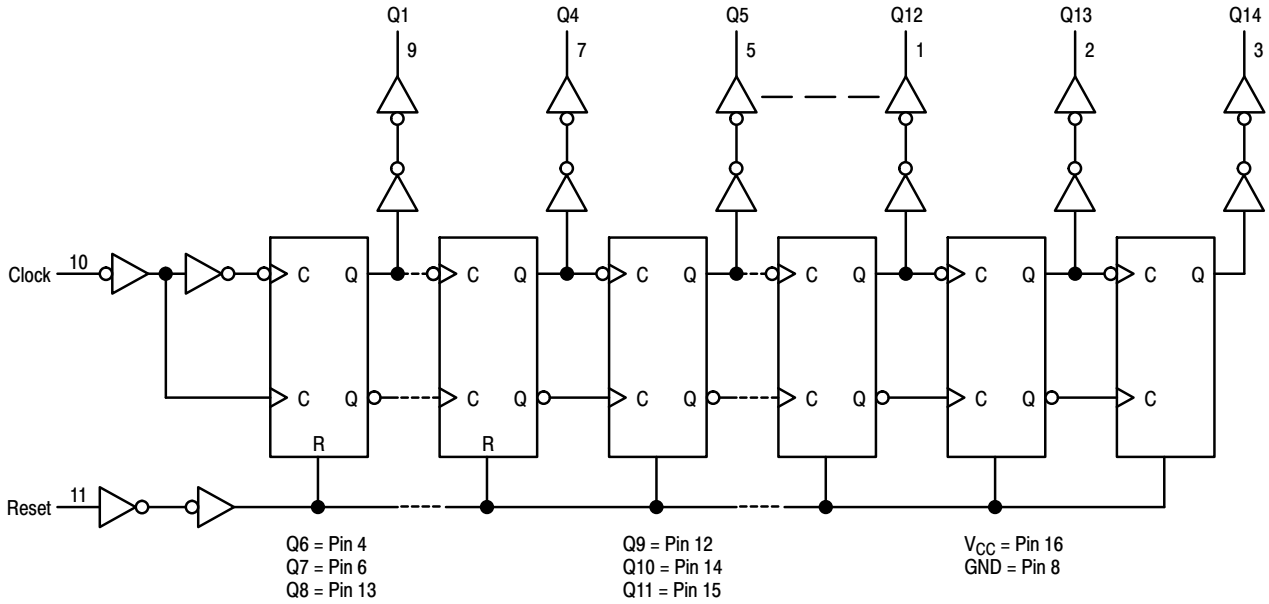 Q1 Q4 Q5 Q12 Q13 Q14
9 7 5 1 2 3
Clock 10 C Q C Q C Q C Q C Q C Q
C Q C Q C Q C Q C Q C
R R
Reset 11
Q6 = Pin 4 Q9 = Pin 12 VCC = Pin 16
Q7 = Pin 6 Q10 = Pin 14 GND = Pin 8
Q8 = Pin 13 Q11 = Pin 15